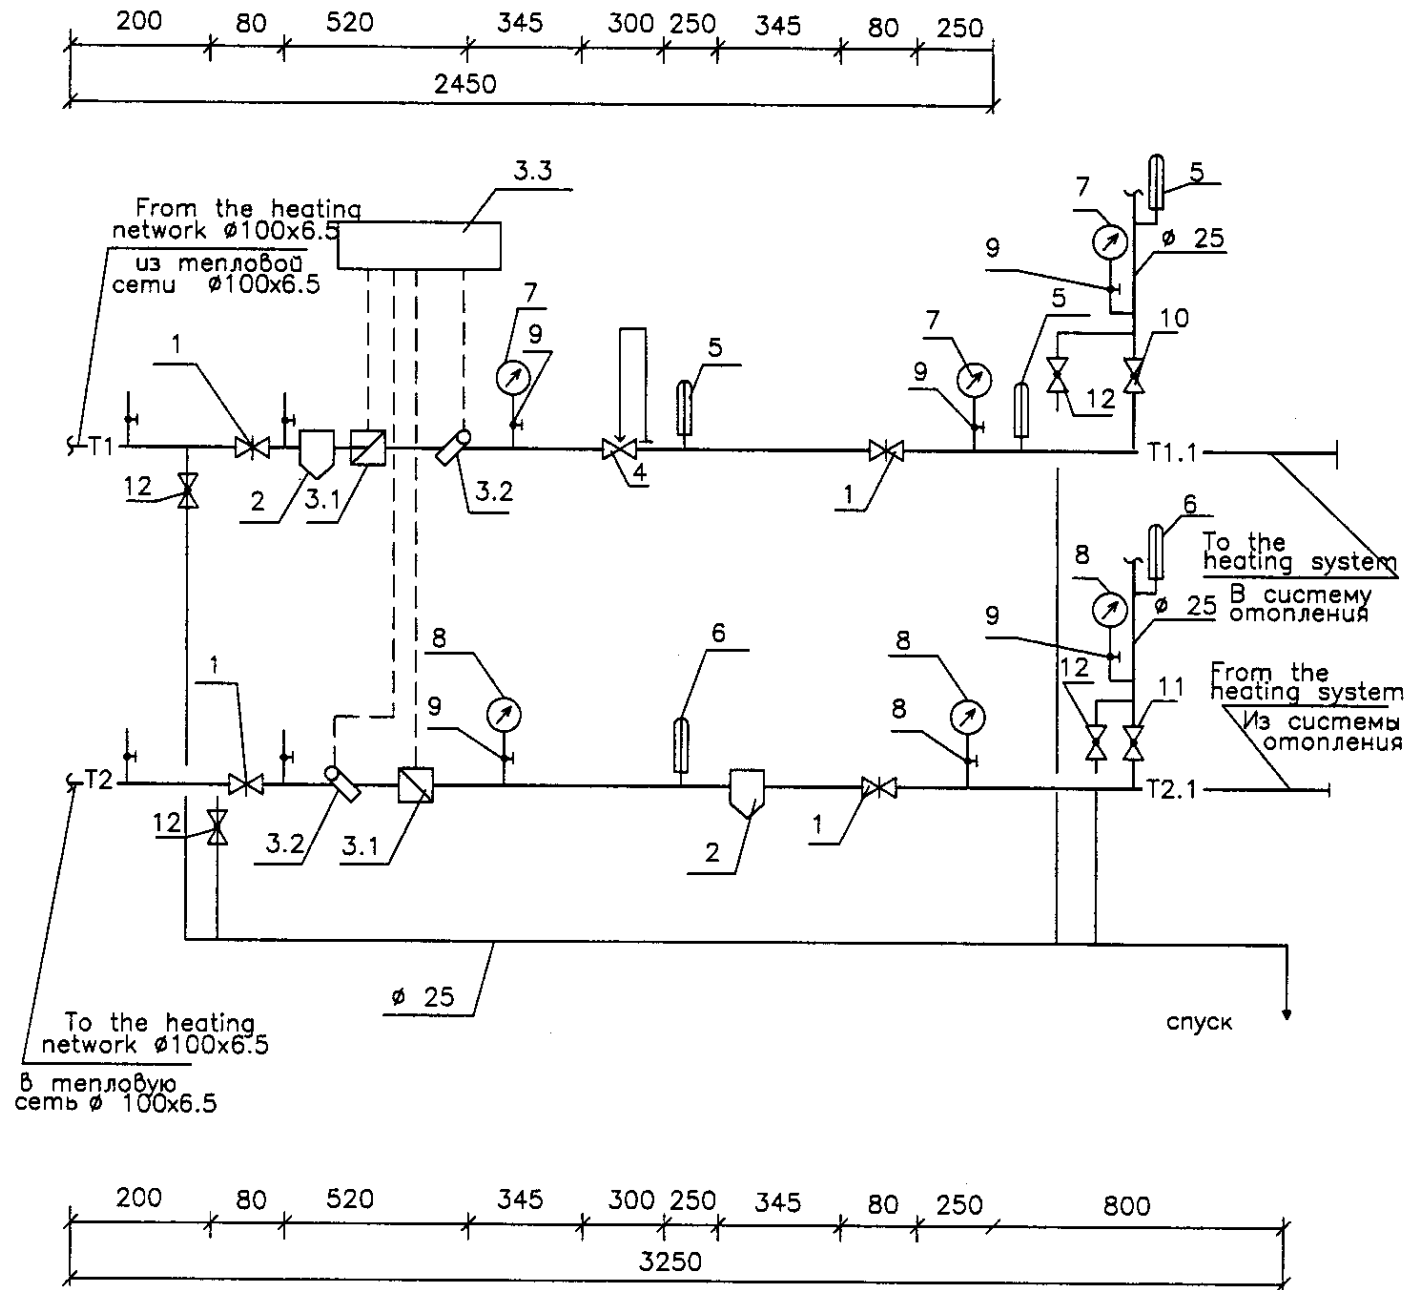 200 80 520 345 300 250 345 80 250
2450
3.3
5
7
From the heating
network ø100x6.5
ø 25
9
из тепловой
сети ø100x6.5
7
5
10
1
9
7
5
9
12
T1
T1.1
12
2
3.1
3.2
4
1
6
To the
heating system
8
В систему
отопления
ø 25
9
8
6
8
1
12
From the
heating system
11
9
8
Из системы
отопления
T2
T2.1
12
3.2
3.1
2
1
ø 25
спуск
To the heating
network ø100x6.5
в тепловую
сеть ø 100x6.5
200 80 520 345 300 250 345 80 250 800
3250